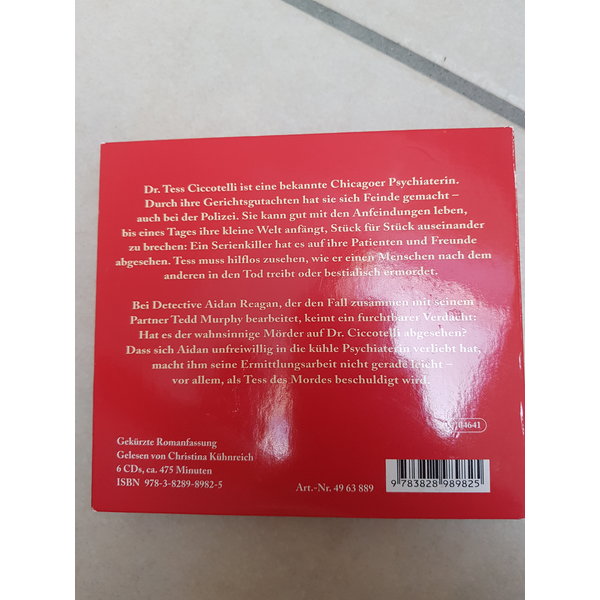 Dr. Tess Ciccotelli ist eine bekannte Chicagoer Psychiaterin.
Durch ihre Gerichtsgutachten hat sie sich Feinde gemacht –
auch bei der Polizei. Sie kann gut mit den Anfeindungen leben,
bis eines Tages ihre kleine Welt anfängt, Stück für Stück auseinander
zu brechen: Ein Serienkiller hat es auf ihre Patienten und Freunde
abgesehen. Tess muss hilflos zusehen, wie er einen Menschen nach dem
anderen in den Tod treibt oder bestialisch ermordet.
Bei Detective Aidan Reagan, der den Fall zusammen mit seinem
Partner Tedd Murphy bearbeitet, keimt ein furchtbarer Verdacht:
Hat es der wahnsinnige Mörder auf Dr. Ciccotelli abgesehen?
Dass sich Aidan unfreiwillig in die kühle Psychiaterin verliebt hat,
macht ihm seine Ermittlungsarbeit nicht gerade leicht –
vor allem, als Tess des Mordes beschuldigt wird.
04641
Gekürzte Romanfassung
Gelesen von Christina Kühnreich
6 CDs, ca. 475 Minuten
ISBN 978-3-8289-8982-5
Art.-Nr. 49 63 889
9 783828 989825